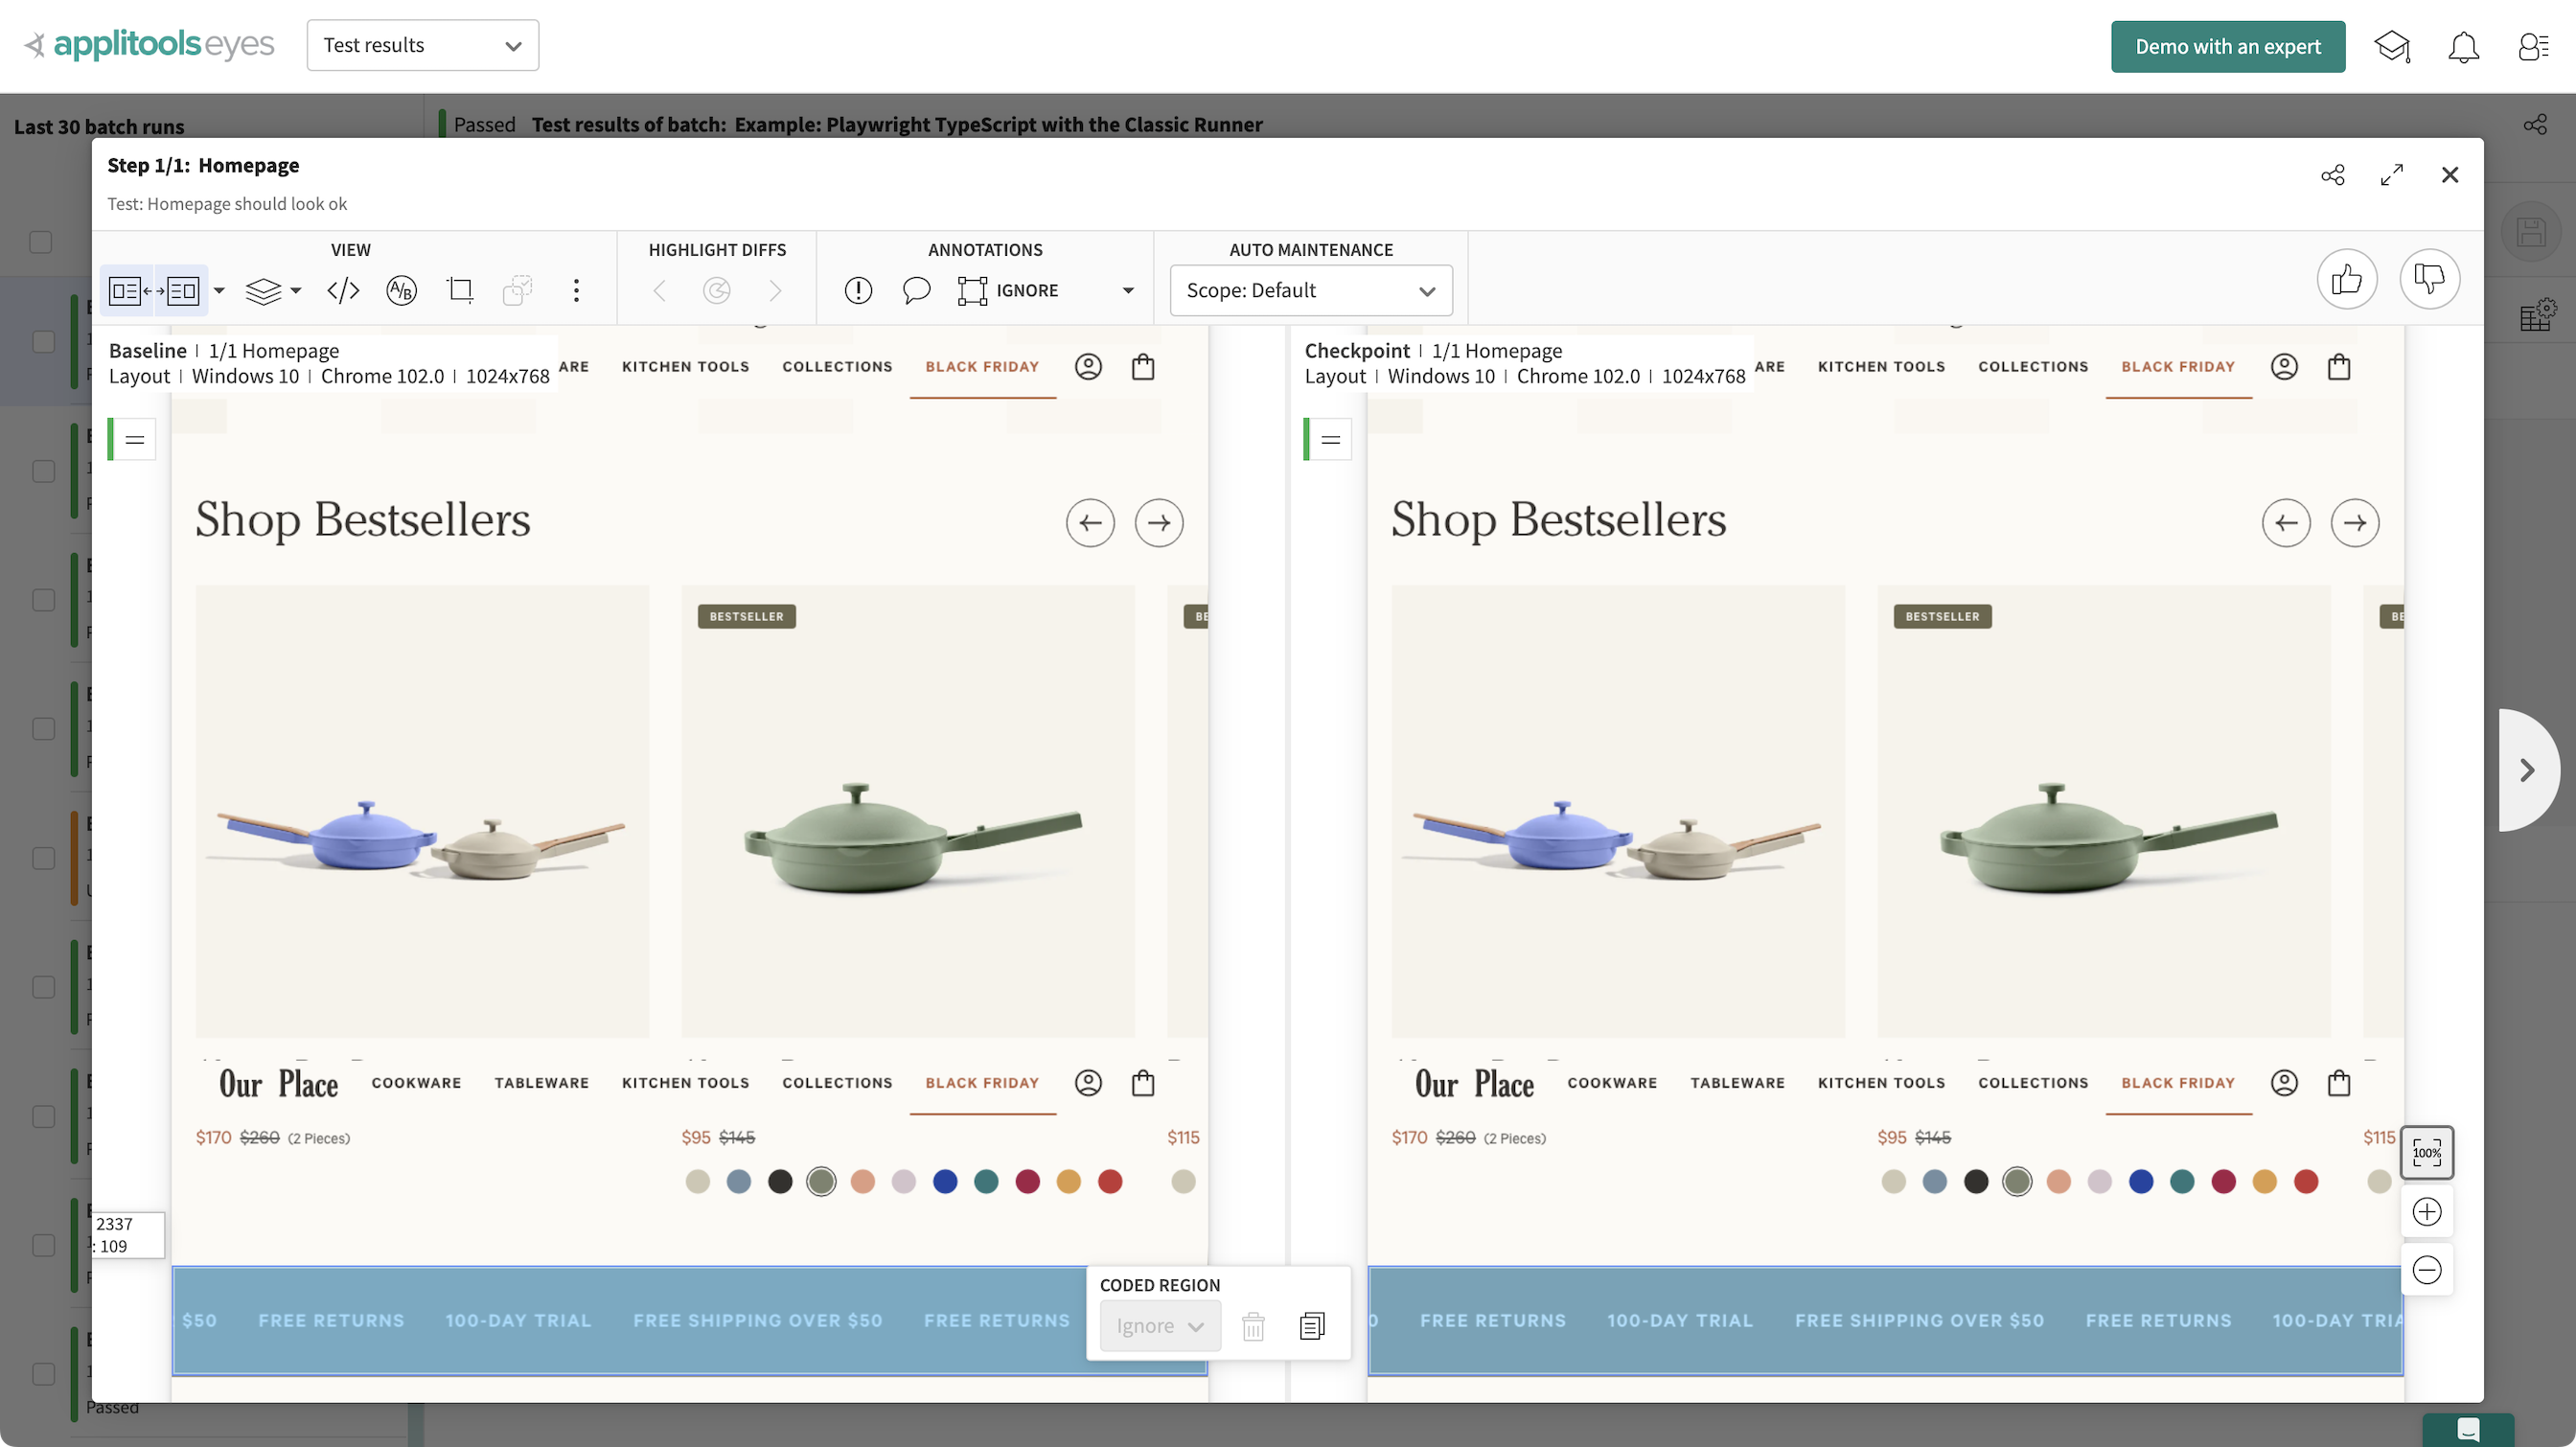 applitools eyes
Test results
Demo with an expert
Last 30 batch runs
Passed Test results of batch: Example: Playwright TypeScript with the Classic Runner
Step 1/1: Homepage
Test: Homepage should look ok
VIEW
HIGHLIGHT DIFFS
ANNOTATIONS
AUTO MAINTENANCE
A/B
IGNORE
Scope: Default
Baseline | 1/1 Homepage
Layout | Windows 10 | Chrome 102.0 | 1024x768
ARE KITCHEN TOOLS COLLECTIONS BLACK FRIDAY
Checkpoint | 1/1 Homepage
Layout | Windows 10 | Chrome 102.0 | 1024x768
ARE KITCHEN TOOLS COLLECTIONS BLACK FRIDAY
Shop Bestsellers
Shop Bestsellers
BESTSELLER
BE
BESTSELLER
BE
Our Place COOKWARE TABLEWARE KITCHEN TOOLS COLLECTIONS BLACK FRIDAY
Our Place COOKWARE TABLEWARE KITCHEN TOOLS COLLECTIONS BLACK FRIDAY
$170 $260 (2 Pieces)
$95 $145
$115
$170 $260 (2 Pieces)
$95 $145
$115
100%
2337
: 109
CODED REGION
Ignore
$50 FREE RETURNS 100-DAY TRIAL FREE SHIPPING OVER $50 FREE RETURNS
0 FREE RETURNS 100-DAY TRIAL FREE SHIPPING OVER $50 FREE RETURNS 100-DAY TRIA
Passed